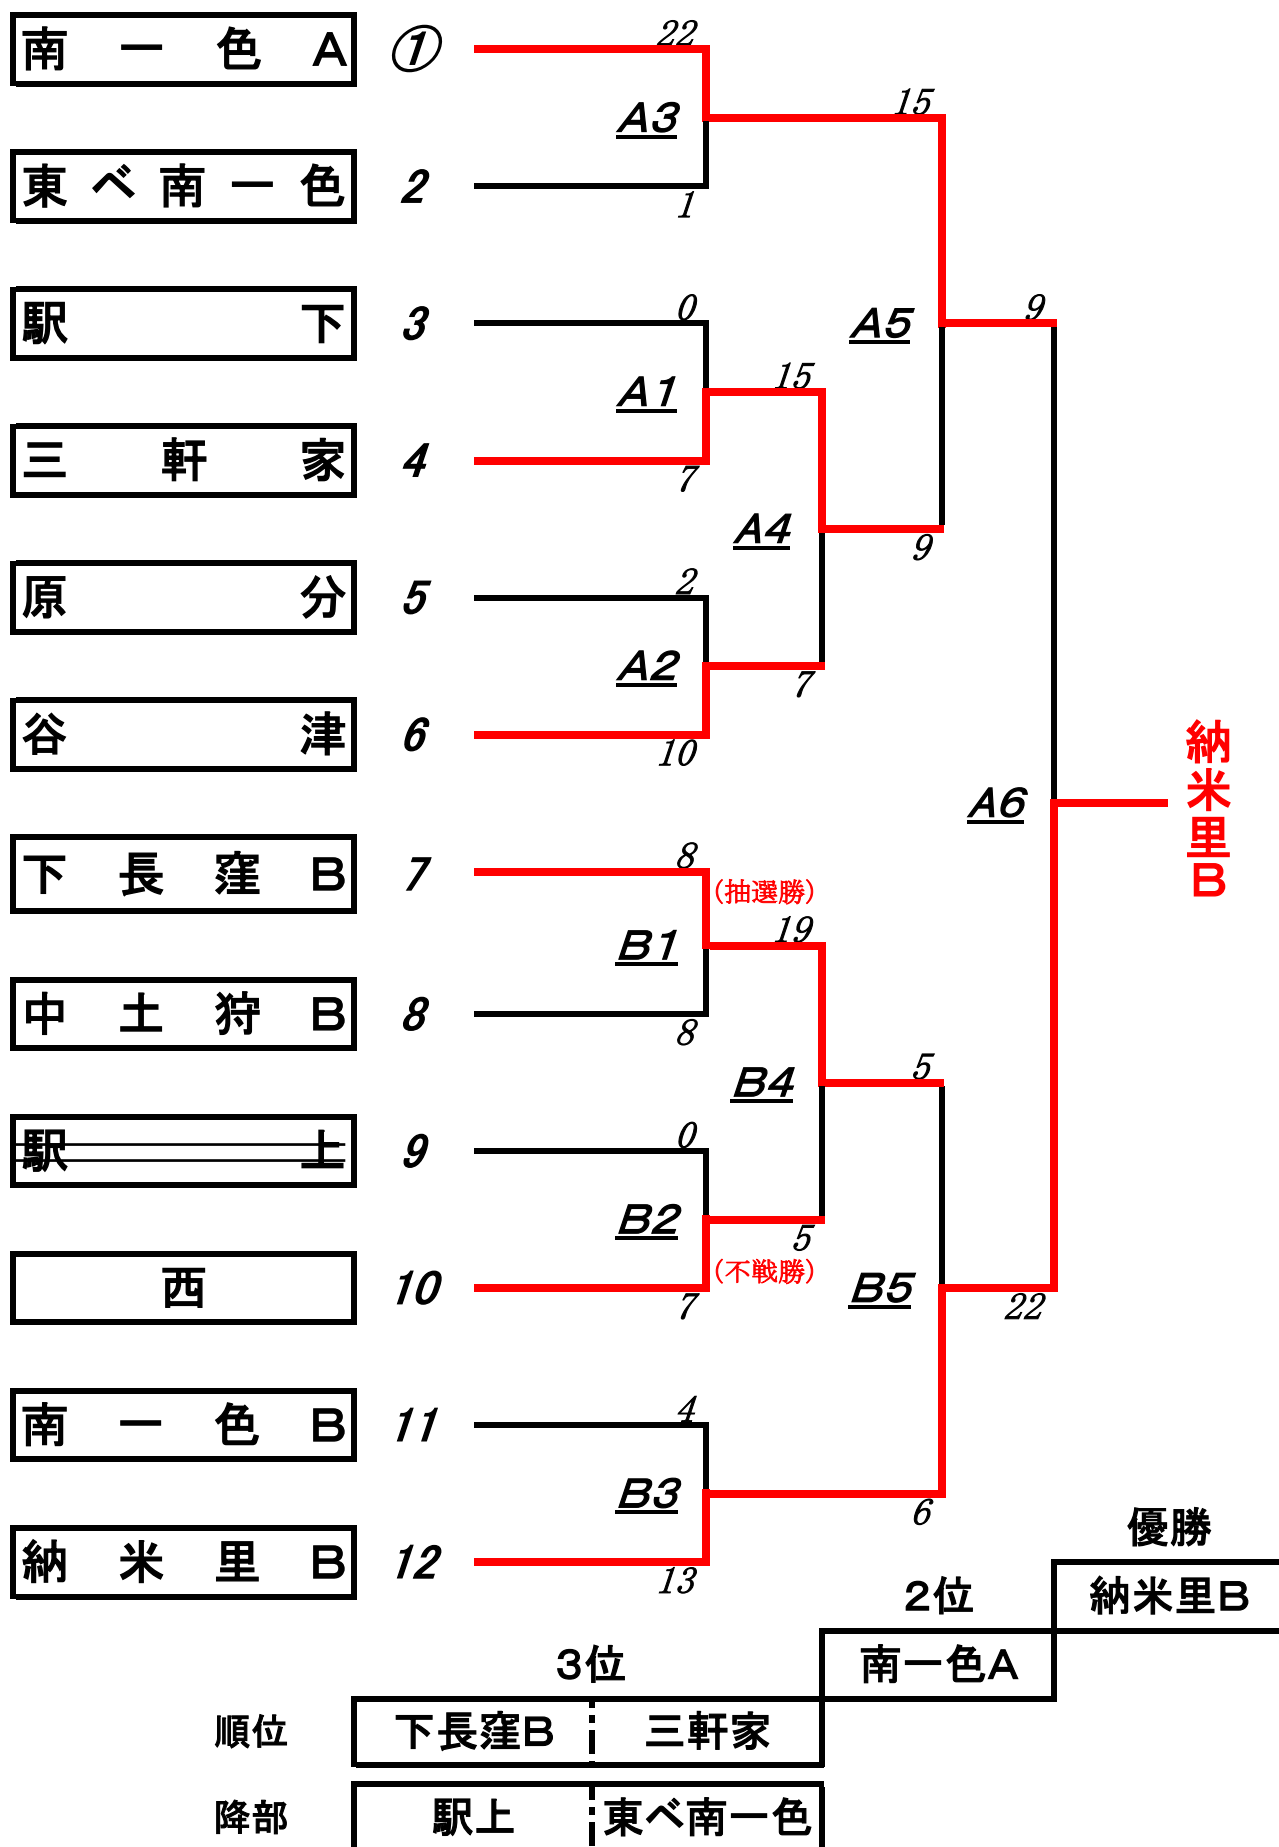 22
南一色A ①
15
A3
東べ南一色 2
1
駅下 3
0
9
A5
15
A1
三軒家 4
7
A4
9
原分 5
2
A2
7
谷津 6
10
納米里B
A6
下長窪B 7
8
(抽選勝)
19
B1
中土狩B 8
8
5
B4
駅上 9
0
B2
5
(不戦勝)
西 10
7
B5
22
南一色B 11
4
B3
6
納米里B 12
13
優勝
納米里B
2位
南一色A
3位
順位 下長窪B 三軒家
降部 駅上 東べ南一色